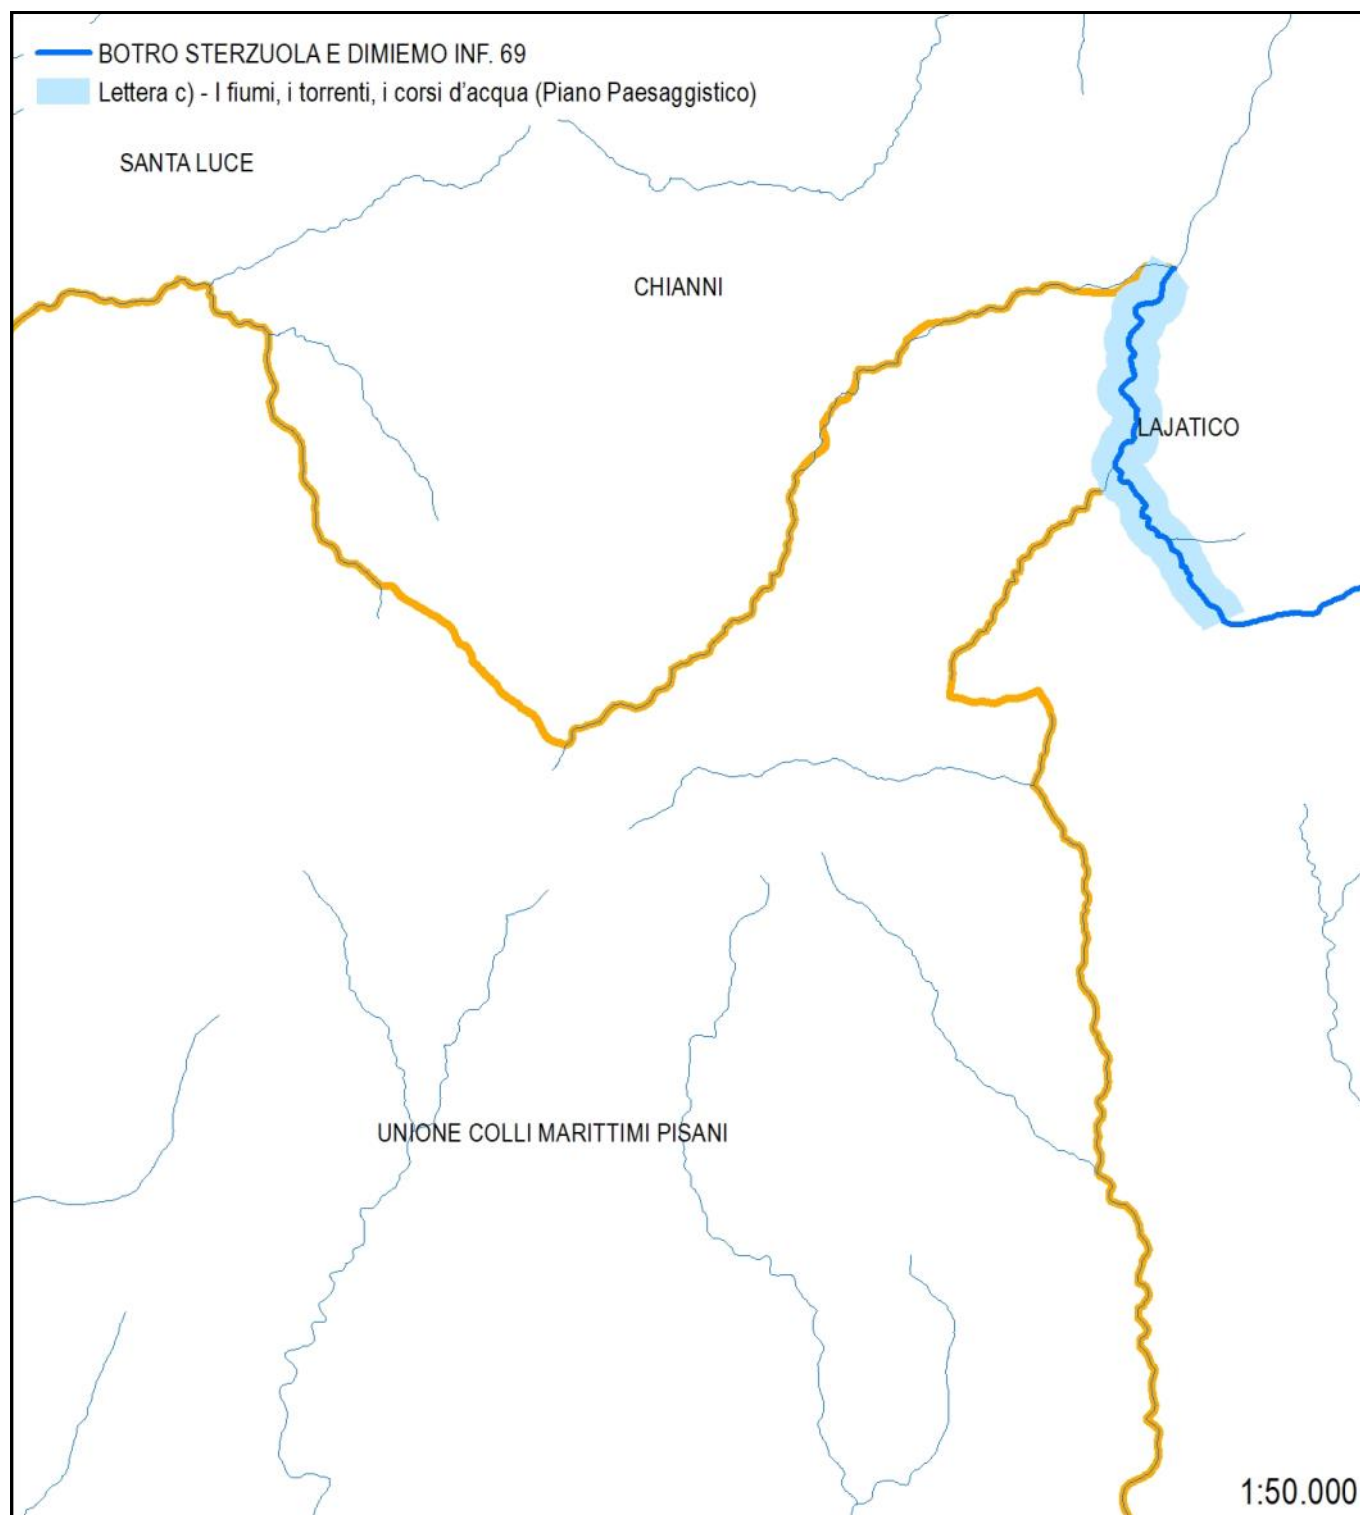 BOTRO STERZUOLA E DIMIEMO INF. 69
Lettera c) - I fiumi, i torrenti, i corsi d'acqua (Piano Paesaggistico)
SANTA LUCE
CHIANNI
LAJATICO
UNIONE COLLI MARITTIMI PISANI
1:50.000